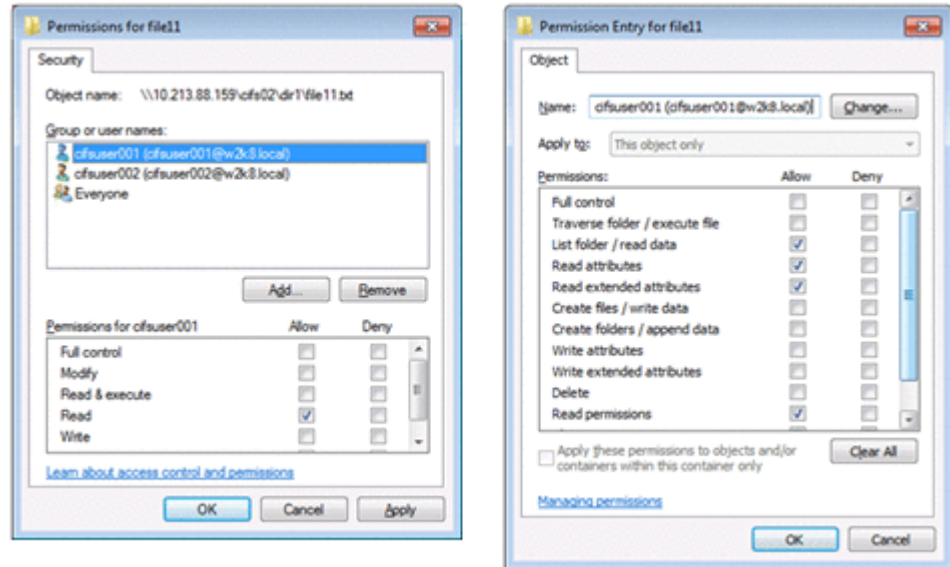 Permissions for file11
Security
Object name: \\10.213.88.159\cifs02\dir1\file11.txt
Group or user names:
cifsuser001 (cifsuser001@w2k8.local)
cifsuser002 (cifsuser002@w2k8.local)
Everyone
Add...
Remove
Permissions for cifsuser001 Allow Deny
Full control
Modify
Read & execute
Read
Write
Learn about access control and permissions
OK Cancel Apply
Permission Entry for file11
Object
Name: cifsuser001 (cifsuser001@w2k8.local) Change...
Apply to: This object only
Permissions: Allow Deny
Full control
Traverse folder / execute file
List folder / read data
Read attributes
Read extended attributes
Create files / write data
Create folders / append data
Write attributes
Write extended attributes
Delete
Read permissions
Apply these permissions to objects and/or
containers within this container only
Clear All
Managing permissions
OK Cancel